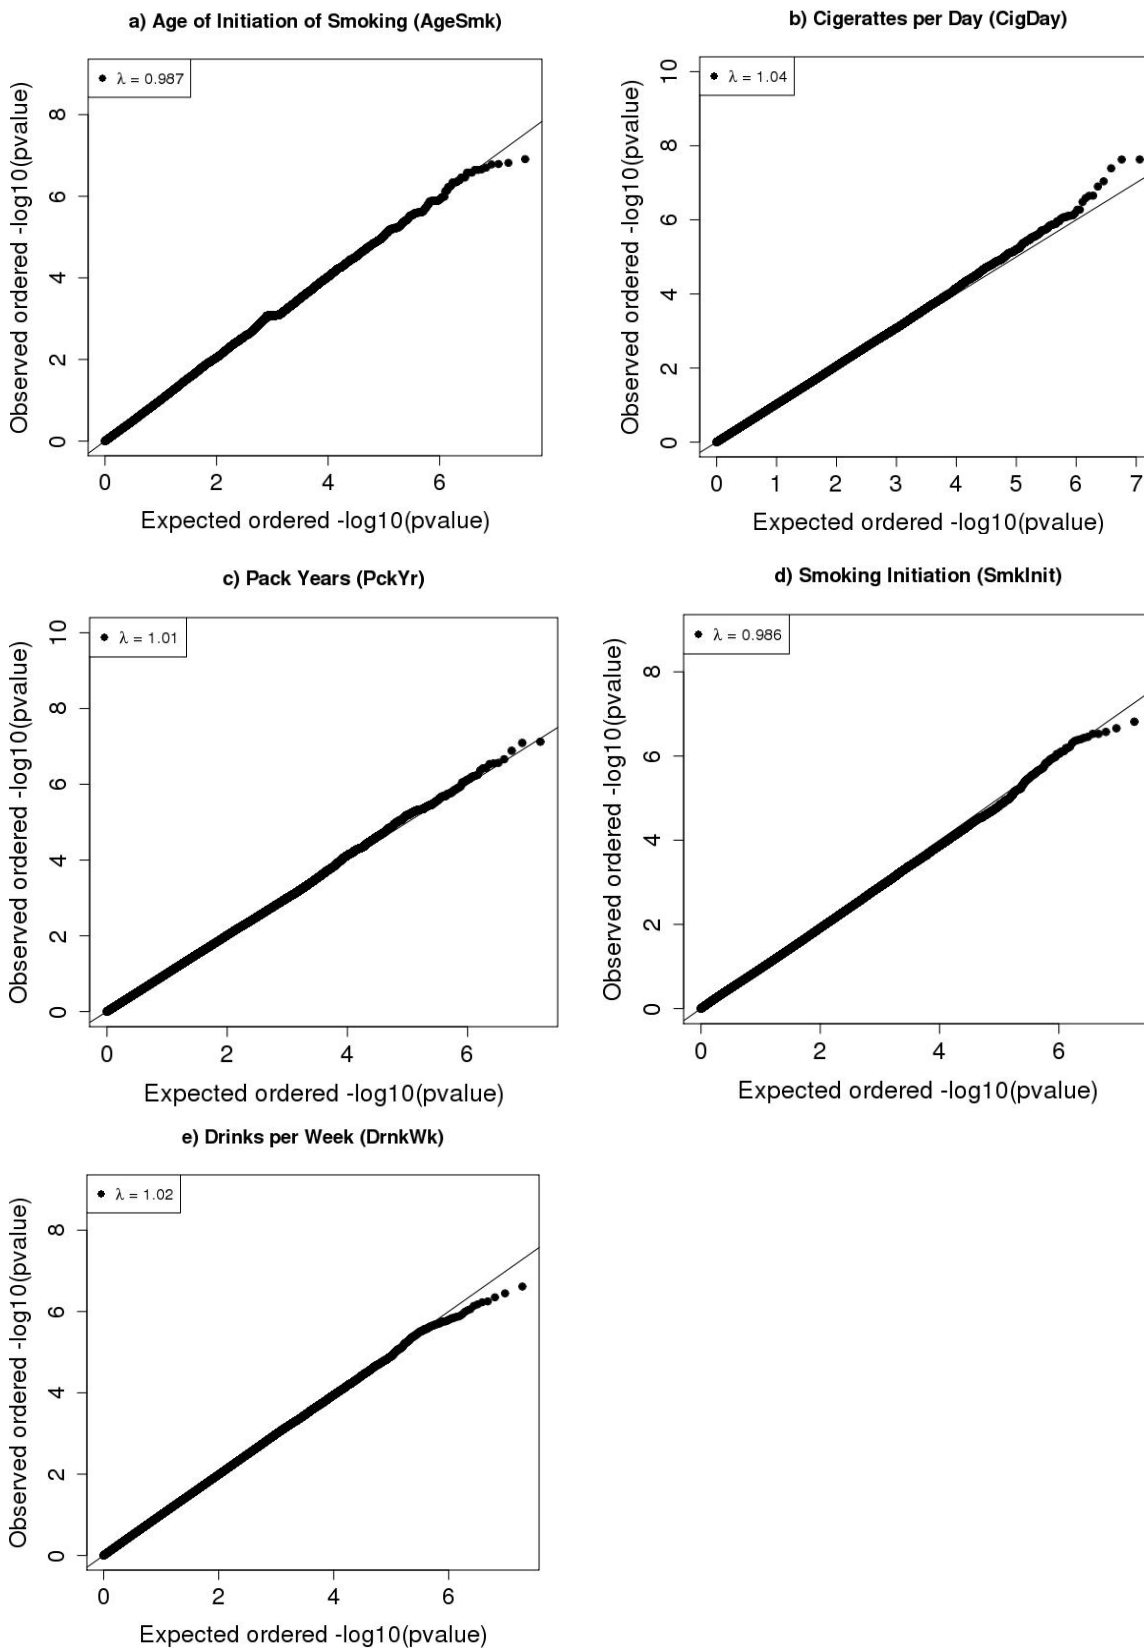 a) Age of Initiation of Smoking (AgeSmk)
λ = 0.987
Observed ordered -log10(pvalue)
8
6
4
2
0
0 2 4 6
Expected ordered -log10(pvalue)
b) Cigerattes per Day (CigDay)
λ = 1.04
Observed ordered -log10(pvalue)
10
8
6
4
2
0
0 1 2 3 4 5 6 7
Expected ordered -log10(pvalue)
c) Pack Years (PckYr)
λ = 1.01
Observed ordered -log10(pvalue)
10
8
6
4
2
0
0 2 4 6
Expected ordered -log10(pvalue)
d) Smoking Initiation (SmkInit)
λ = 0.986
Observed ordered -log10(pvalue)
8
6
4
2
0
0 2 4 6
Expected ordered -log10(pvalue)
e) Drinks per Week (DrnkWk)
λ = 1.02
Observed ordered -log10(pvalue)
8
6
4
2
0
0 2 4 6
Expected ordered -log10(pvalue)